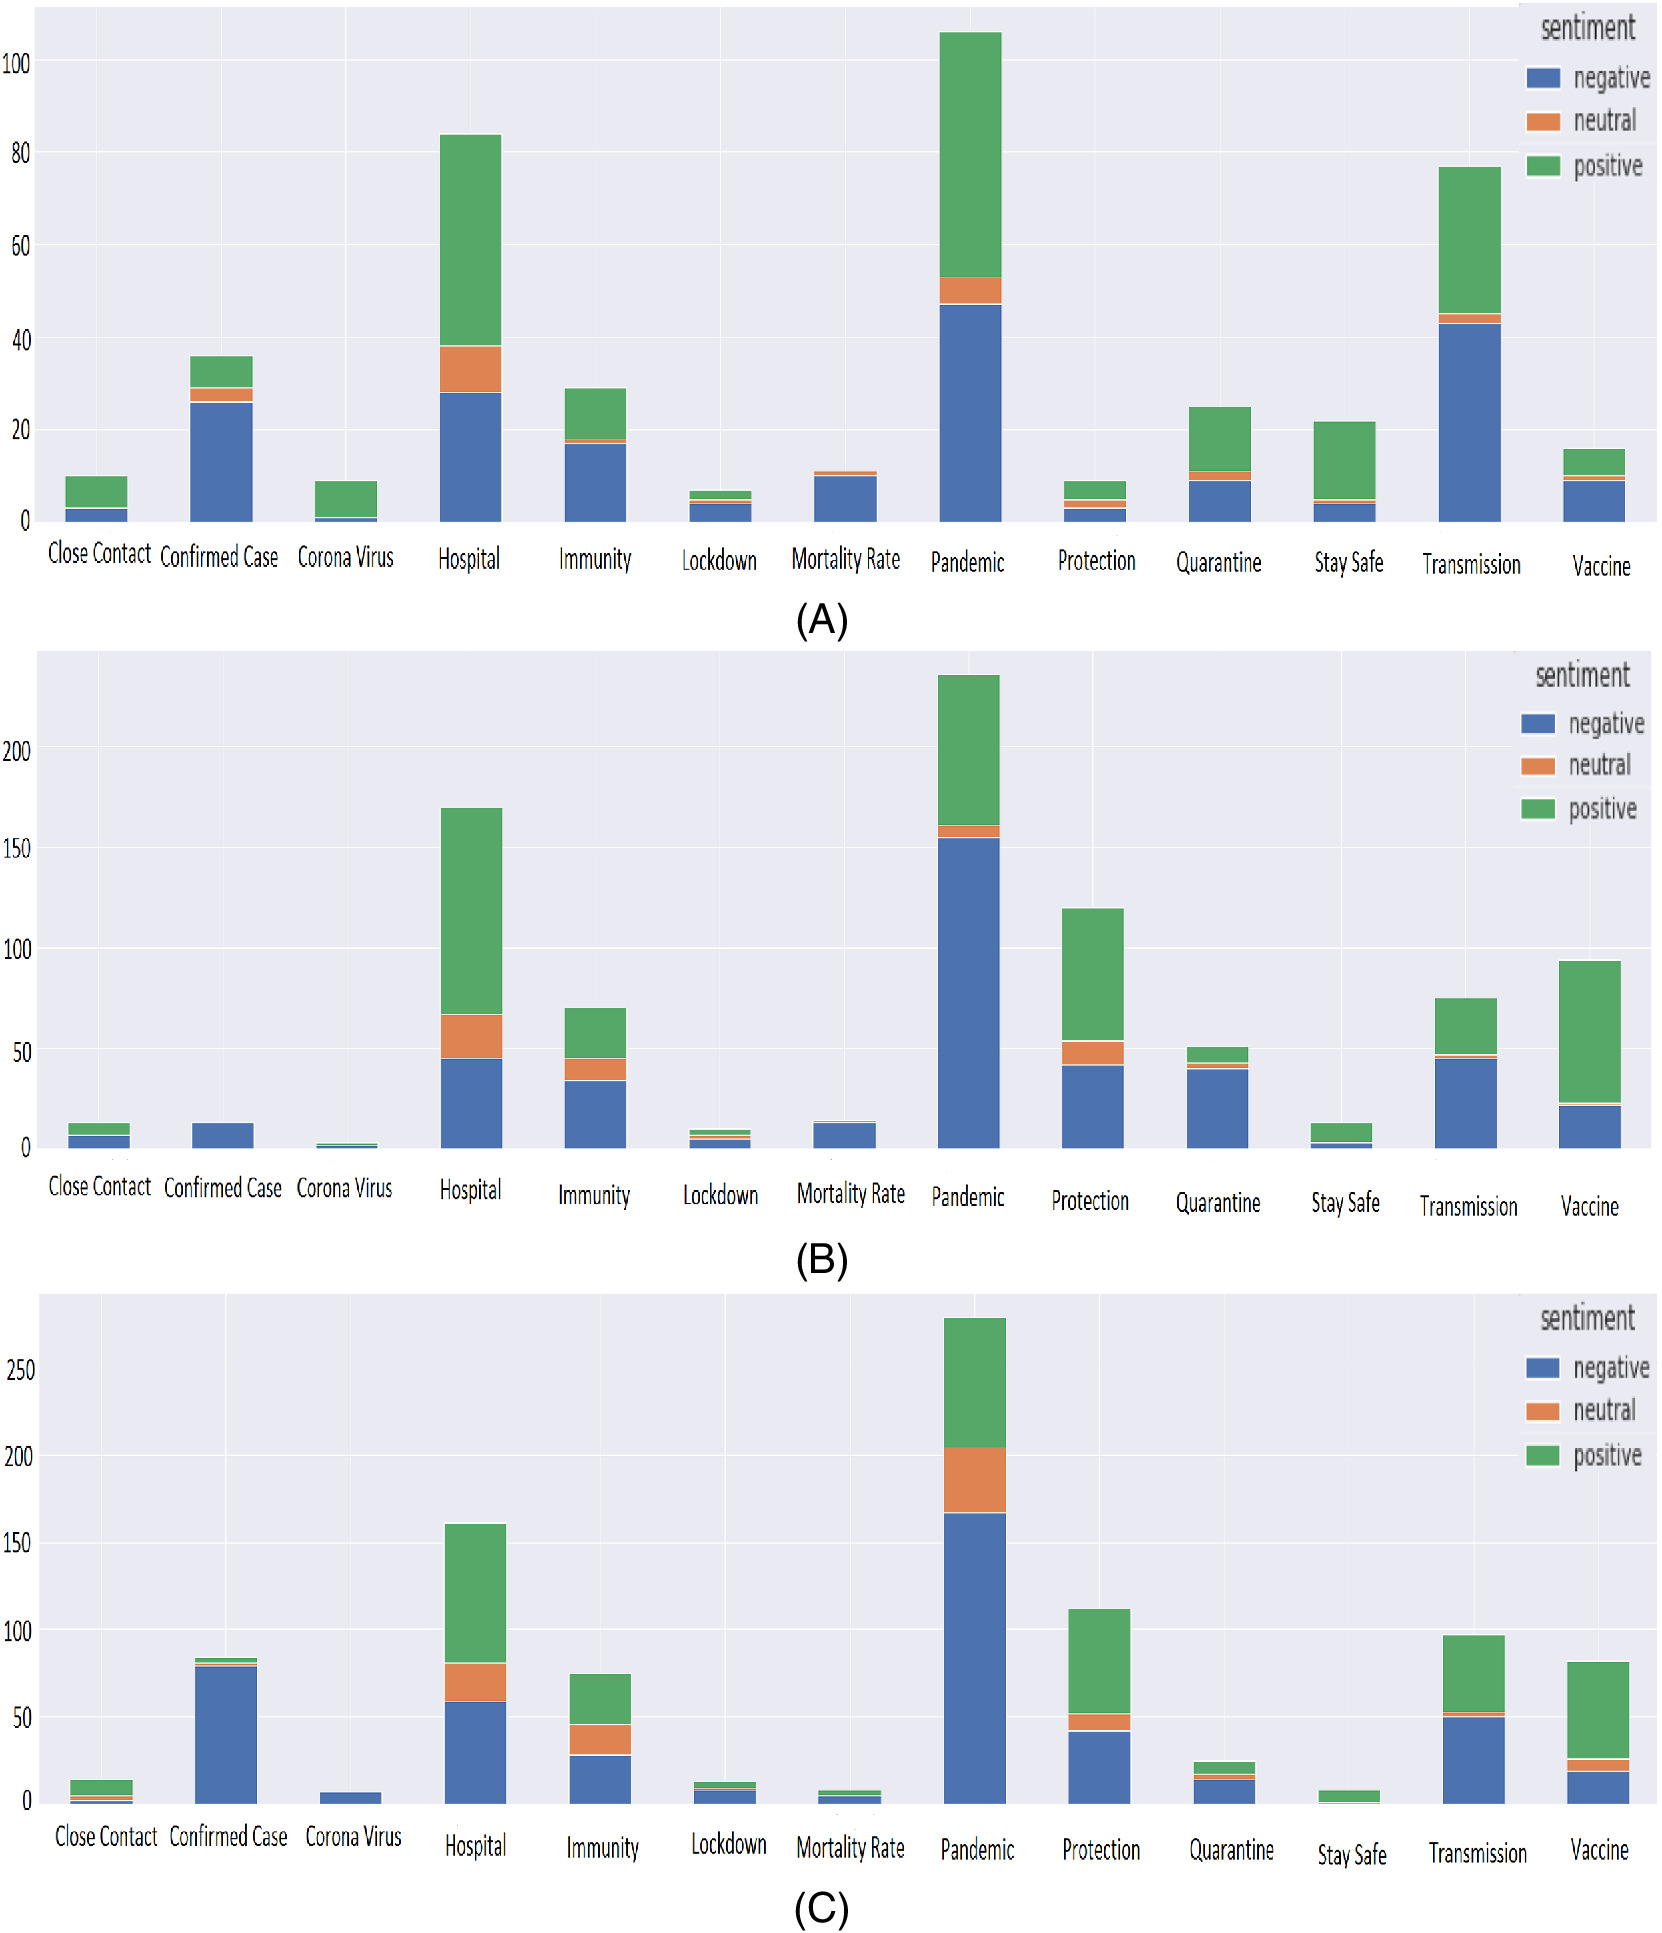 sentiment
negative
neutral
positive
100
80
60
40
20
0
Close Contact Confirmed Case Corona Virus Hospital Immunity Lockdown Mortality Rate Pandemic Protection Quarantine Stay Safe Transmission Vaccine
(A)
sentiment
negative
neutral
positive
200
150
100
50
0
Close Contact Confirmed Case Corona Virus Hospital Immunity Lockdown Mortality Rate Pandemic Protection Quarantine Stay Safe Transmission Vaccine
(B)
sentiment
negative
neutral
positive
250
200
150
100
50
0
Close Contact Confirmed Case Corona Virus Hospital Immunity Lockdown Mortality Rate Pandemic Protection Quarantine Stay Safe Transmission Vaccine
(C)